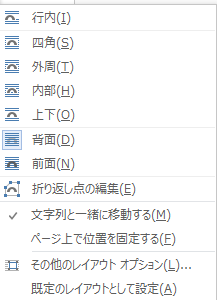 行内(I)
四角(S)
外周(T)
内部(H)
上下(O)
背面(D)
前面(N)
折り返し点の編集(E)
文字列と一緒に移動する(M)
ページ上で位置を固定する(F)
その他のレイアウト オプション(L)...
既定のレイアウトとして設定(A)